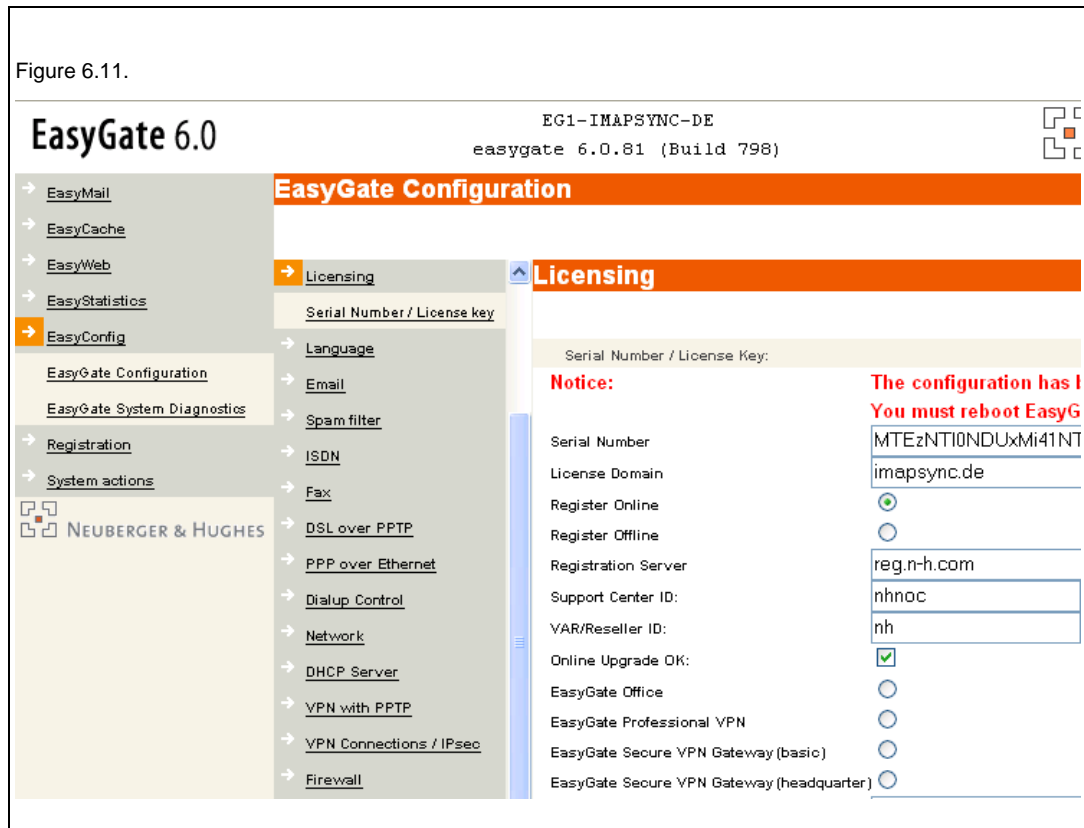 Figure 6.11.
EasyGate 6.0
EG1-IMAPSYNC-DE
easygate 6.0.81 (Build 798)
EasyMail
EasyCache
EasyWeb
EasyStatistics
EasyConfig
EasyGate Configuration
EasyGate System Diagnostics
Registration
System actions
NEUBERGER & HUGHES
EasyGate Configuration
Licensing
Serial Number / License key
Language
Email
Spam filter
ISDN
Fax
DSL over PPTP
PPP over Ethernet
Dialup Control
Network
DHCP Server
VPN with PPTP
VPN Connections / IPsec
Firewall
Licensing
Serial Number / License Key:
Notice: The configuration has
You must reboot EasyG
Serial Number MTEzNTI0NDUxMi41NT
License Domain imapsync.de
Register Online
Register Offline
Registration Server reg.n-h.com
Support Center ID: nhnoc
VAR/Reseller ID: nh
Online Upgrade OK:
EasyGate Office
EasyGate Professional VPN
EasyGate Secure VPN Gateway (basic)
EasyGate Secure VPN Gateway (headquarter)